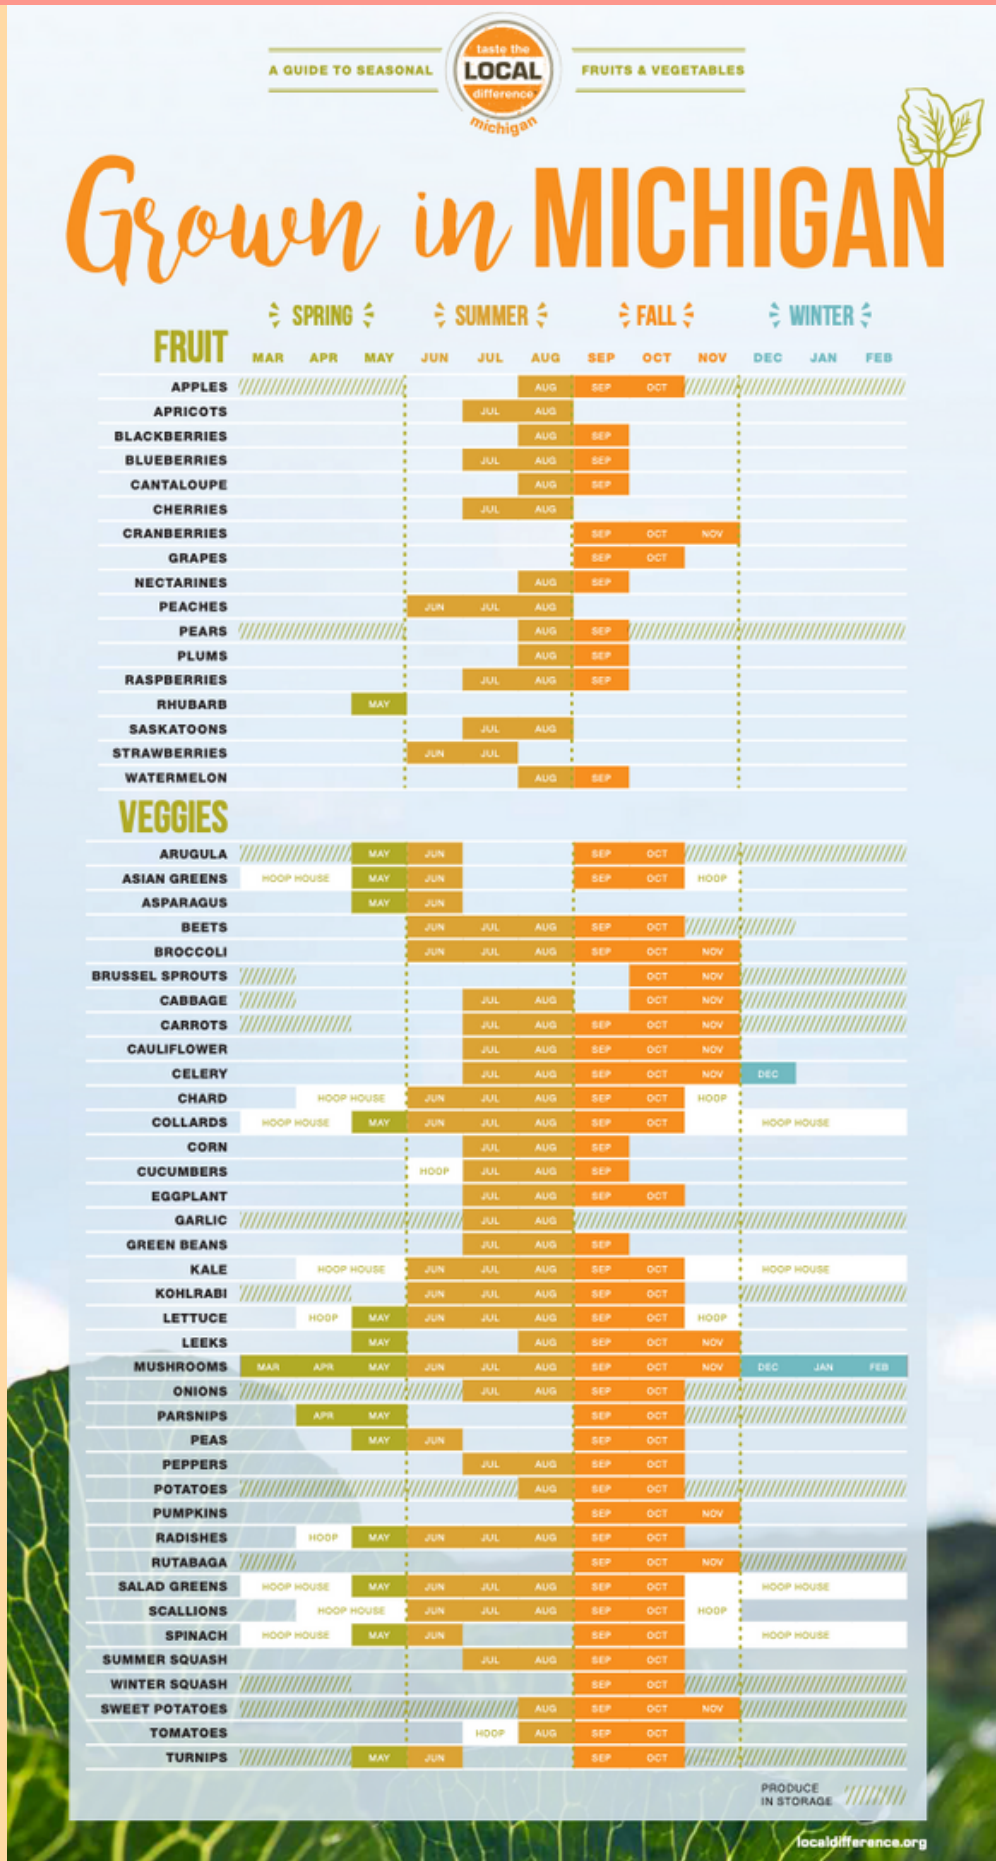 A GUIDE TO SEASONAL
taste the
LOCAL
difference
michigan
FRUITS & VEGETABLES
Grown in MICHIGAN
SPRING SUMMER FALL WINTER
FRUIT MAR APR MAY JUN JUL AUG SEP OCT NOV DEC JAN FEB
APPLES AUG SEP OCT
APRICOTS JUL AUG
BLACKBERRIES AUG SEP
BLUEBERRIES JUL AUG SEP
CANTALOUPE AUG SEP
CHERRIES JUL AUG
CRANBERRIES SEP OCT NOV
GRAPES SEP OCT
NECTARINES AUG SEP
PEACHES JUN JUL AUG
PEARS AUG SEP
PLUMS AUG SEP
RASPBERRIES JUL AUG SEP
RHUBARB MAY
SASKATOONS JUL AUG
STRAWBERRIES JUN JUL
WATERMELON AUG SEP
VEGGIES
ARUGULA MAY JUN SEP OCT
ASIAN GREENS HOOP HOUSE MAY JUN SEP OCT HOOP
ASPARAGUS MAY JUN
BEETS JUN JUL AUG SEP OCT
BROCCOLI JUN JUL AUG SEP OCT NOV
BRUSSEL SPROUTS OCT NOV
CABBAGE JUL AUG OCT NOV
CARROTS JUL AUG SEP OCT NOV
CAULIFLOWER JUL AUG SEP OCT NOV
CELERY JUL AUG SEP OCT NOV DEC
CHARD HOOP HOUSE JUN JUL AUG SEP OCT HOOP
COLLARDS HOOP HOUSE MAY JUN JUL AUG SEP OCT HOOP HOUSE
CORN JUL AUG SEP
CUCUMBERS HOOP JUL AUG SEP
EGGPLANT JUL AUG SEP OCT
GARLIC JUL AUG
GREEN BEANS JUL AUG SEP
KALE HOOP HOUSE JUN JUL AUG SEP OCT HOOP HOUSE
KOHLRABI JUN JUL AUG SEP OCT
LETTUCE HOOP MAY JUN JUL AUG SEP OCT HOOP
LEEKS MAY AUG SEP OCT NOV
MUSHROOMS MAR APR MAY JUN JUL AUG SEP OCT NOV DEC JAN FEB
ONIONS JUL AUG SEP OCT
PARSNIPS APR MAY SEP OCT
PEAS MAY JUN SEP OCT
PEPPERS JUL AUG SEP OCT
POTATOES AUG SEP OCT
PUMPKINS SEP OCT NOV
RADISHES HOOP MAY JUN JUL AUG SEP OCT
RUTABAGA SEP OCT NOV
SALAD GREENS HOOP HOUSE MAY JUN JUL AUG SEP OCT HOOP HOUSE
SCALLIONS HOOP HOUSE JUN JUL AUG SEP OCT HOOP
SPINACH HOOP HOUSE MAY JUN SEP OCT HOOP HOUSE
SUMMER SQUASH JUL AUG SEP OCT
WINTER SQUASH SEP OCT
SWEET POTATOES AUG SEP OCT NOV
TOMATOES HOOP AUG SEP OCT
TURNIPS MAY JUN SEP OCT
PRODUCE
IN STORAGE
localdifference.org